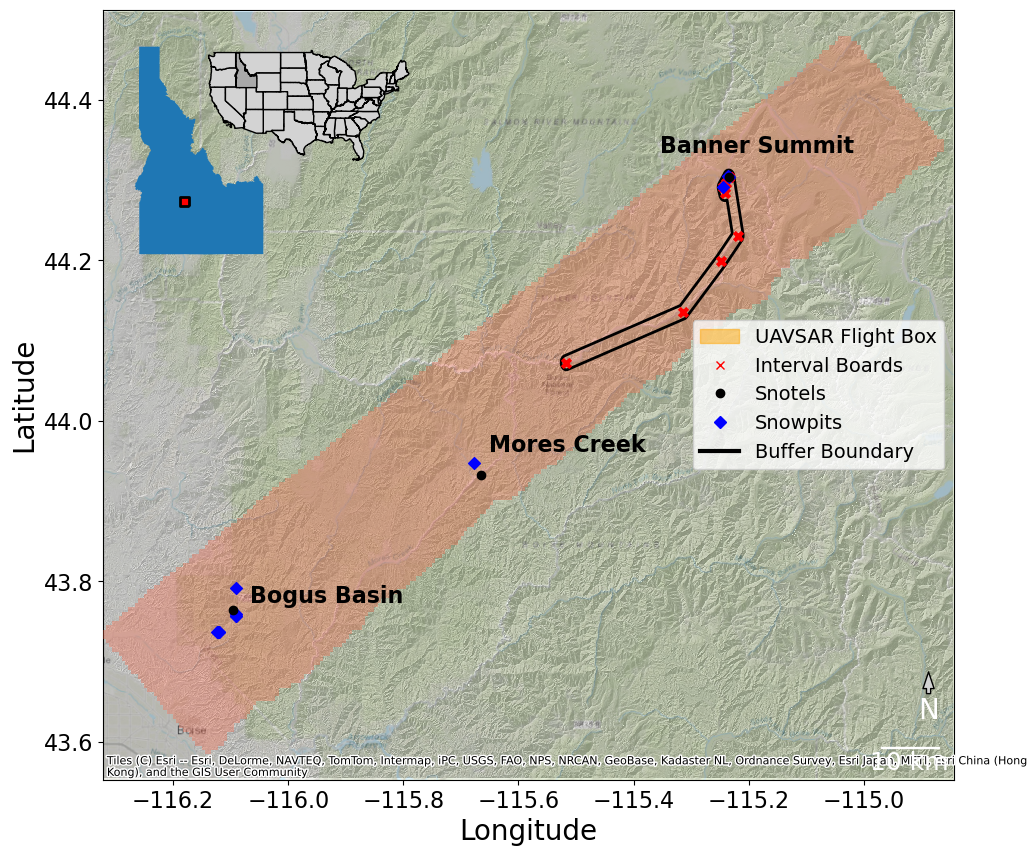 44.4
44.2
44.0
43.8
43.6
Latitude
SALMON RIVER MOUNTAINS
Banner Summit
UAVSAR Flight Box
Interval Boards
Snotels
Snowpits
Buffer Boundary
Mores Creek
Bogus Basin
Boise
N
10 km
Tiles (C) Esri -- Esri, DeLorme, NAVTEQ, TomTom, Intermap, iPC, USGS, FAO, NPS, NRCAN, GeoBase, Kadaster NL, Ordnance Survey, Esri Japan, METI, Esri China (Hong
Kong), and the GIS User Community
−116.2 −116.0 −115.8 −115.6 −115.4 −115.2 −115.0
Longitude